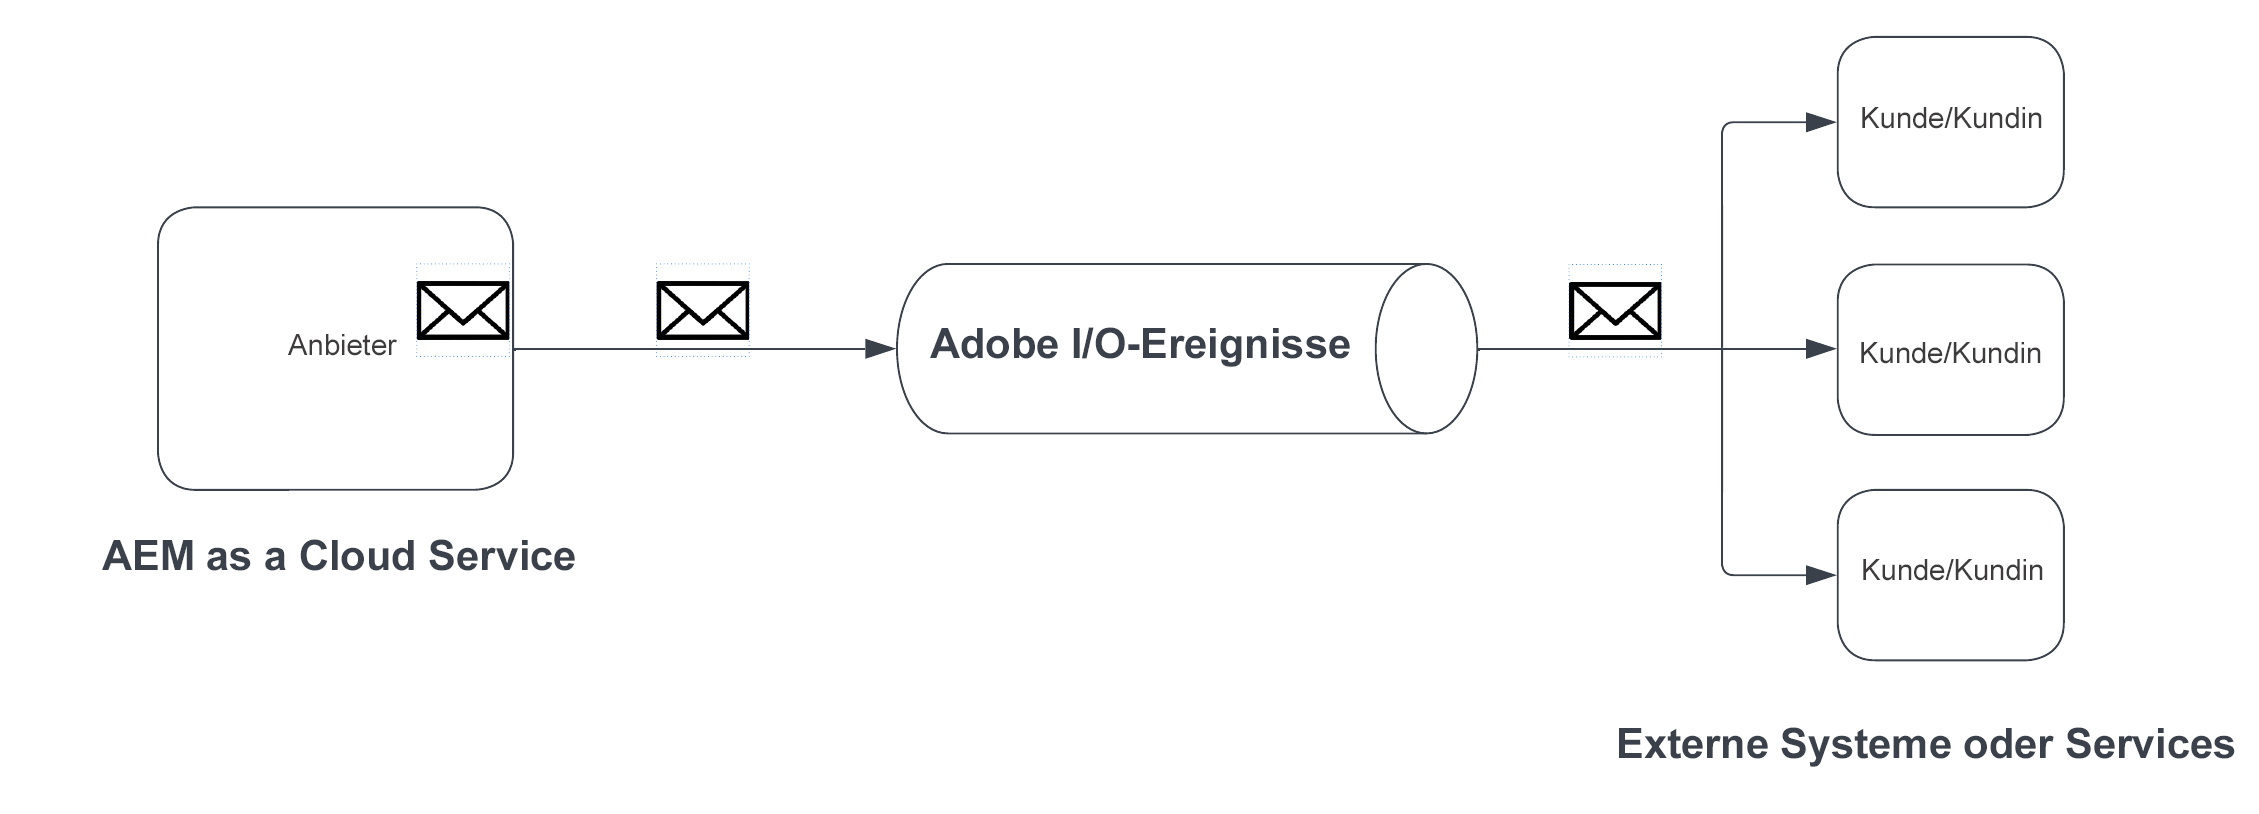 Kunde/Kundin
Anbieter
Adobe I/O-Ereignisse
Kunde/Kundin
AEM as a Cloud Service
Kunde/Kundin
Externe Systeme oder Services